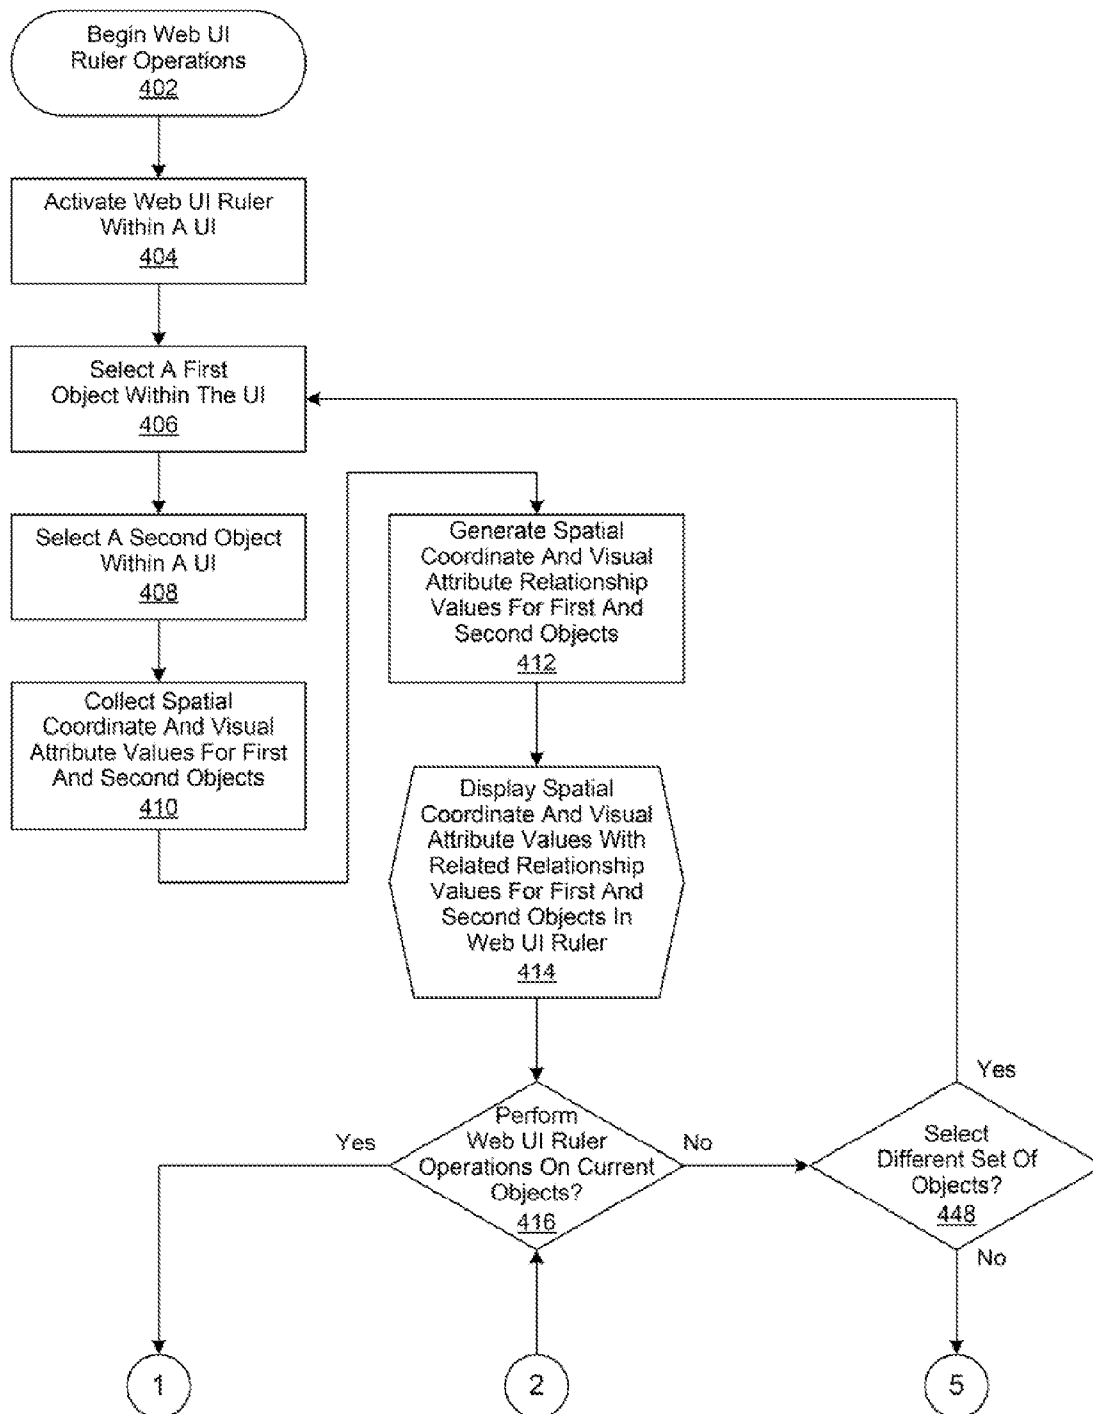 Begin Web UI
Ruler Operations
402
Activate Web UI Ruler
Within A UI
404
Select A First
Object Within The UI
406
Select A Second Object
Within A UI
408
Collect Spatial
Coordinate And Visual
Attribute Values For First
And Second Objects
410
Generate Spatial
Coordinate And Visual
Attribute Relationship
Values For First And
Second Objects
412
Display Spatial
Coordinate And Visual
Attribute Values With
Related Relationship
Values For First And
Second Objects In
Web UI Ruler
414
Perform
Web UI Ruler
Operations On Current
Objects?
416
Yes
No
Select
Different Set Of
Objects?
448
Yes
No
1
2
5